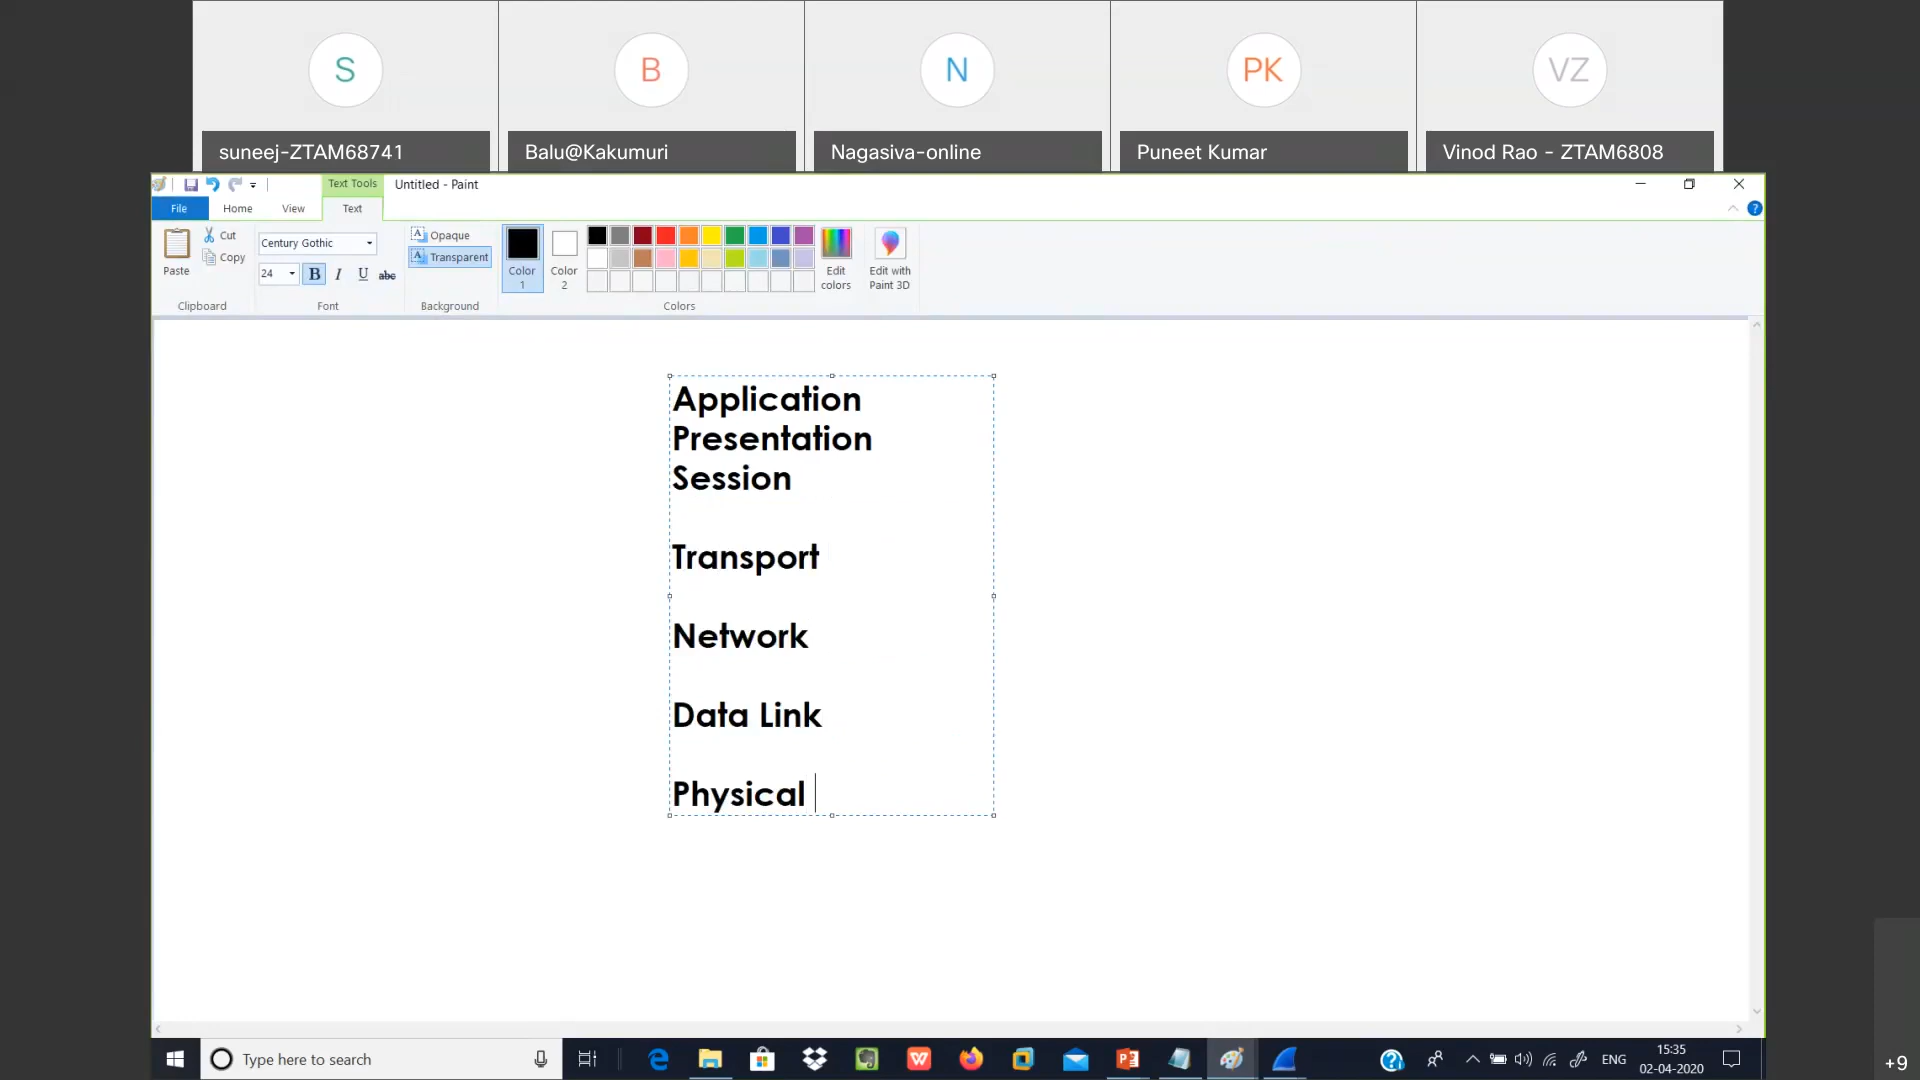 S
B
N
PK
VZ
suneej-ZTAM68741
Balu@Kakumuri
Nagasiva-online
Puneet Kumar
Vinod Rao - ZTAM6808
Text Tools
Untitled - Paint
File
Home
View
Text
?
Paste
Cut
Copy
Clipboard
Century Gothic
24
B
I
U
abc
Font
A Opaque
A Transparent
Background
Color 1
Color 2
Edit colors
Edit with Paint 3D
Colors
Application
Presentation
Session
Transport
Network
Data Link
Physical
Type here to search
ENG
15:35
02-04-2020
+9